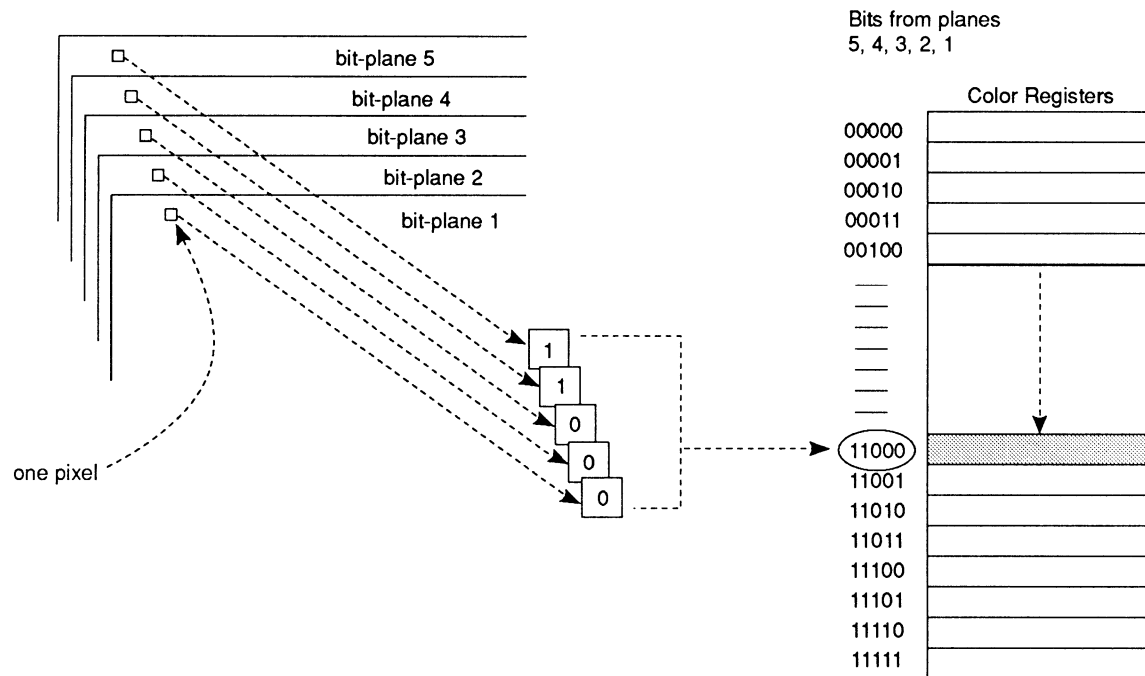 Bits from planes
5, 4, 3, 2, 1
bit-plane 5
bit-plane 4
bit-plane 3
bit-plane 2
bit-plane 1
one pixel
1
1
0
0
0
Color Registers
00000
00001
00010
00011
00100
11000
11001
11010
11011
11100
11101
11110
11111